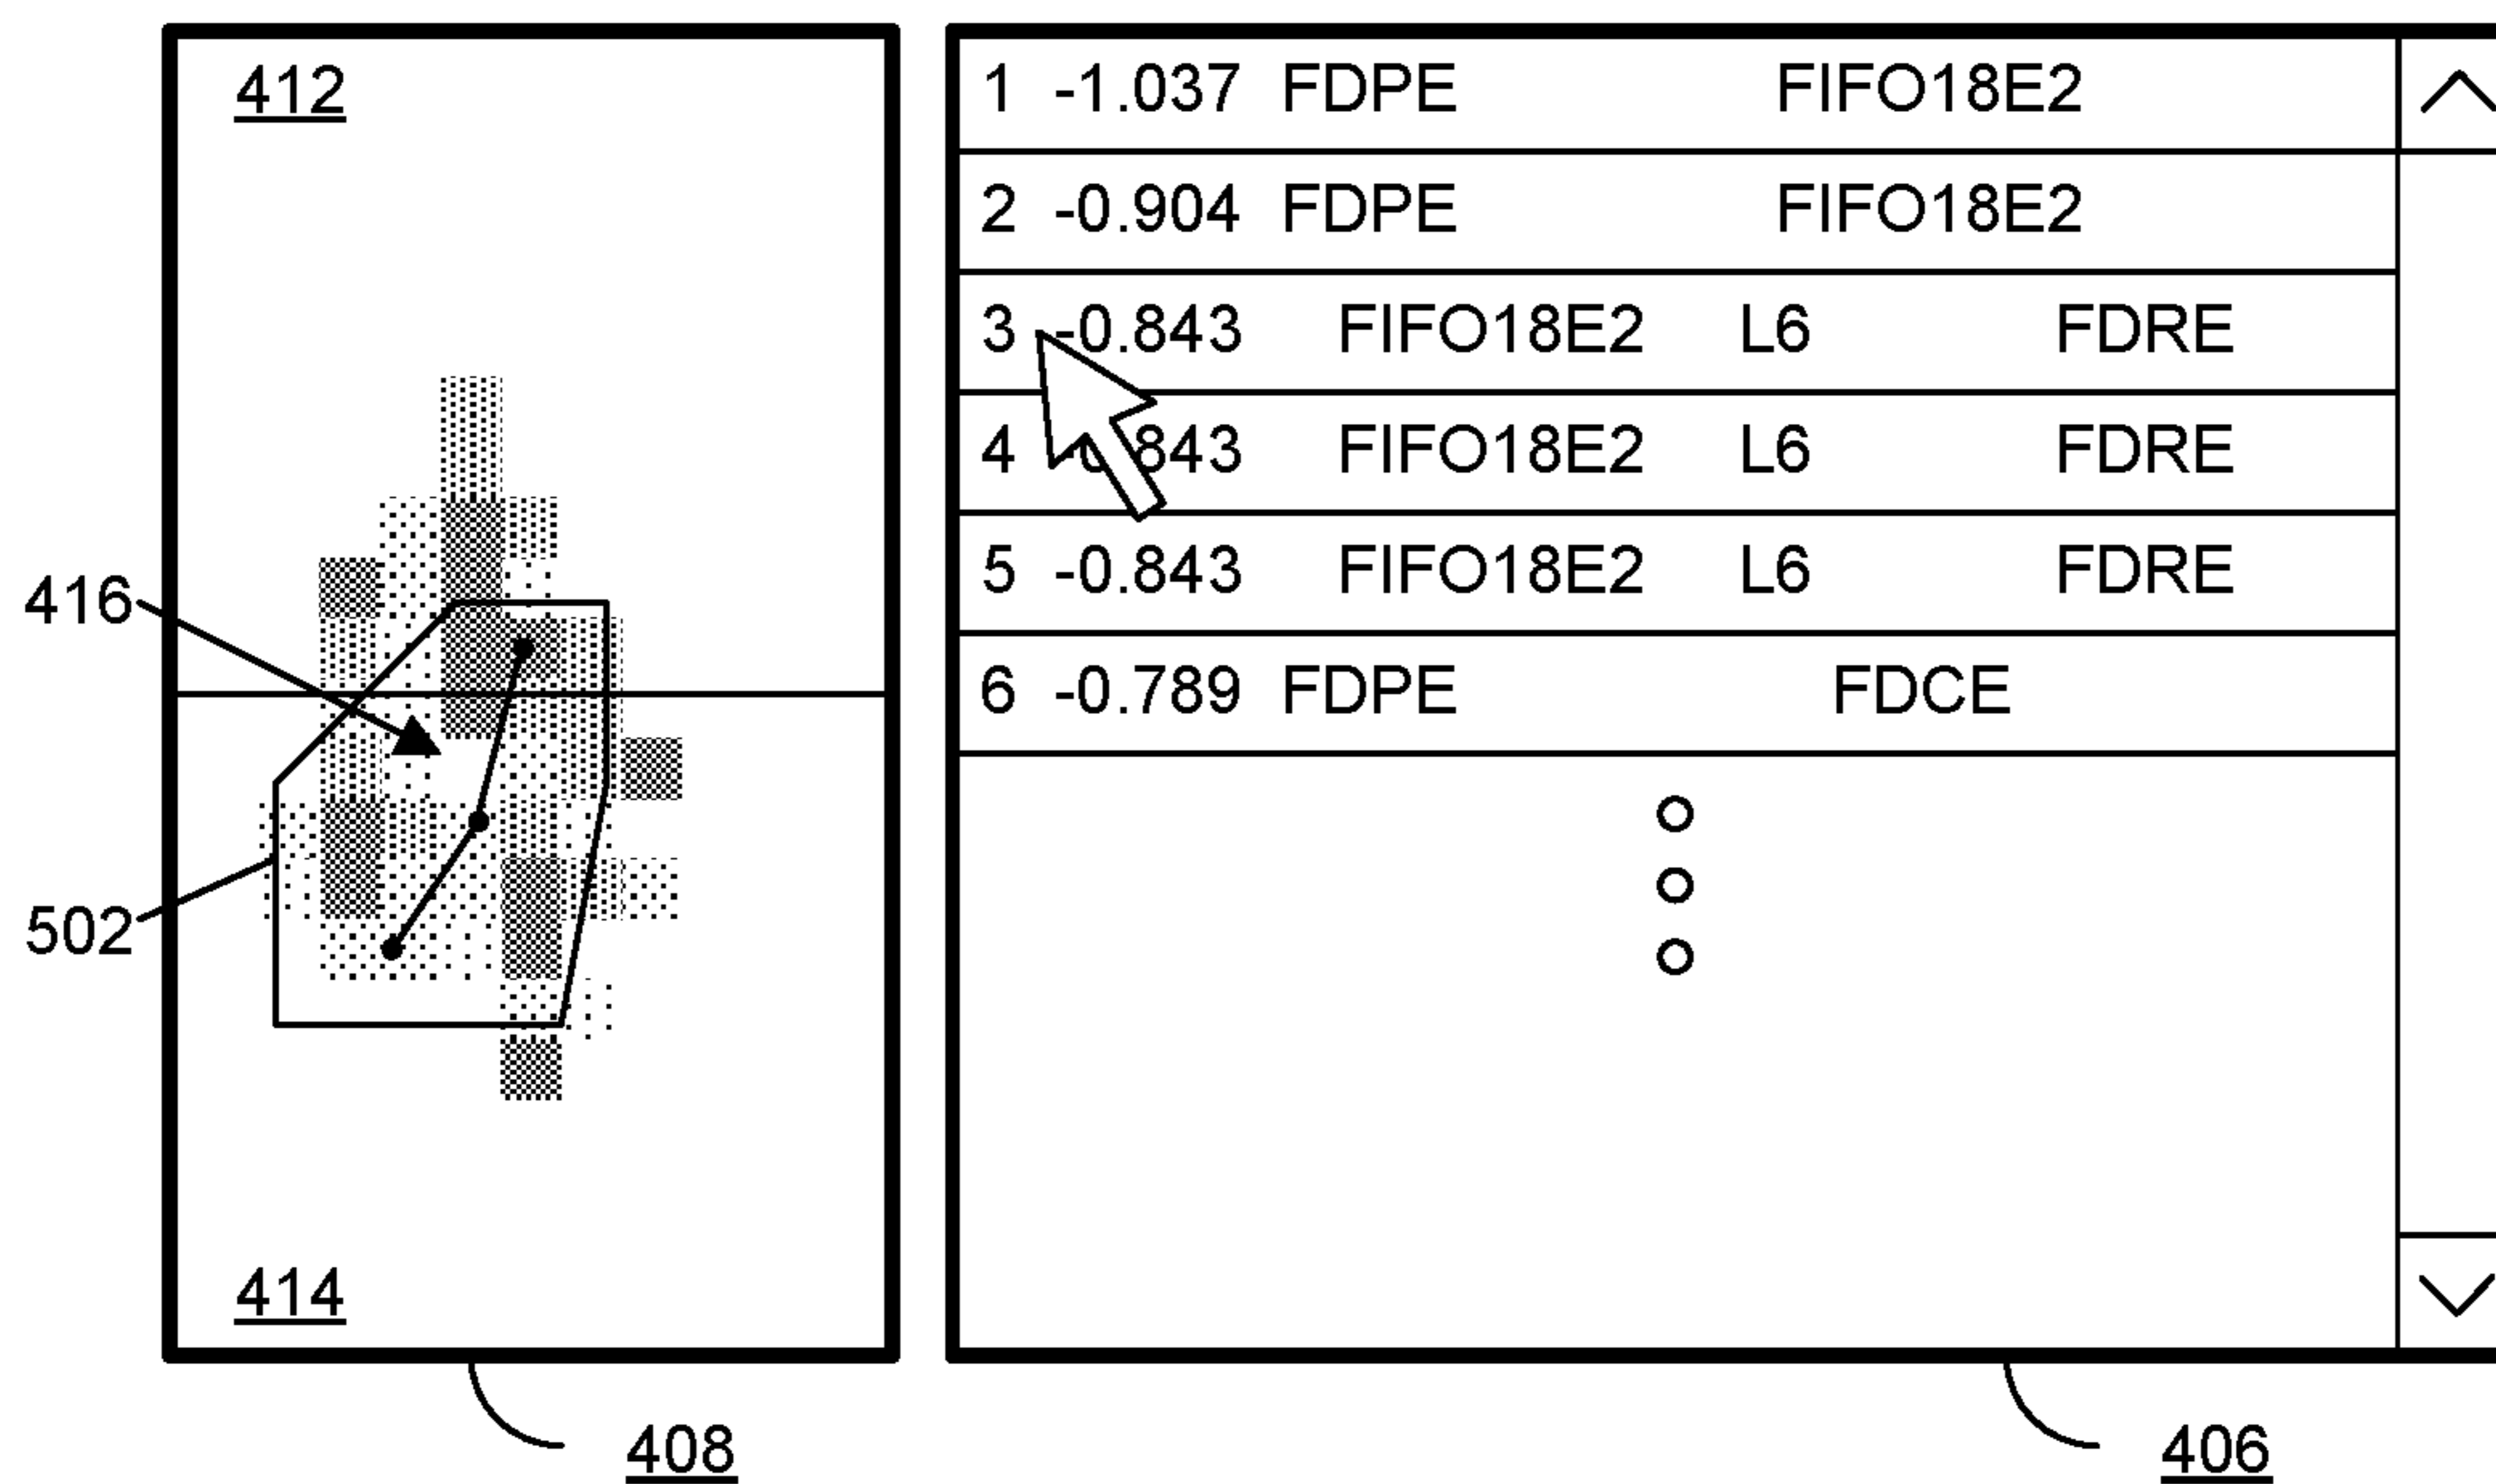 412
416
502
414
408
1 -1.037 FDPE FIFO18E2
2 -0.904 FDPE FIFO18E2
3 -0.843 FIFO18E2 L6 FDRE
4 -0.843 FIFO18E2 L6 FDRE
5 -0.843 FIFO18E2 L6 FDRE
6 -0.789 FDPE FDCE
406